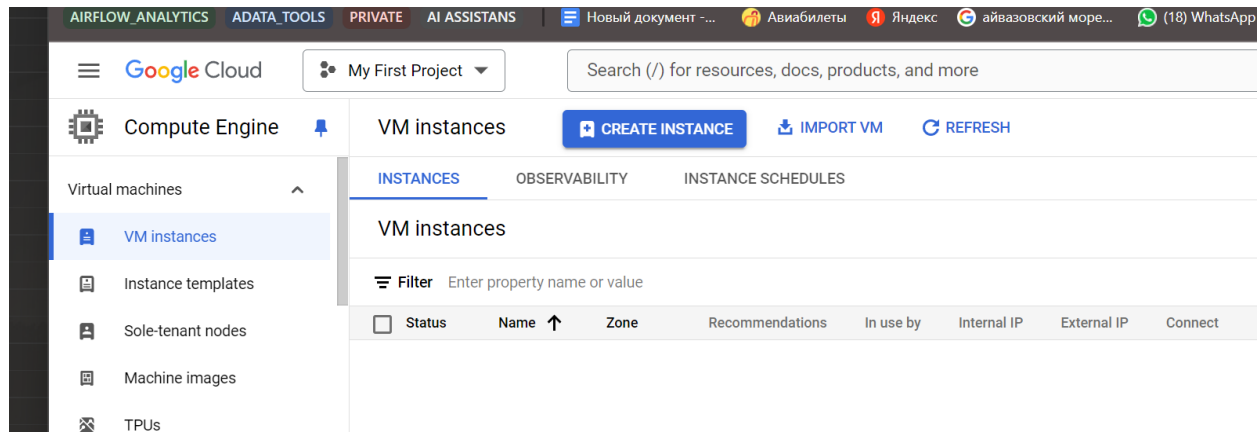 AIRFLOW_ANALYTICS ADATA_TOOLS PRIVATE AI ASSISTANS Новый документ -... Авиабилеты Яндекс айвазовский море... (18) WhatsApp
Google Cloud My First Project Search (/) for resources, docs, products, and more
Compute Engine VM instances CREATE INSTANCE IMPORT VM REFRESH
Virtual machines INSTANCES OBSERVABILITY INSTANCE SCHEDULES
VM instances VM instances
Instance templates Filter Enter property name or value
Sole-tenant nodes Status Name Zone Recommendations In use by Internal IP External IP Connect
Machine images
TPUs